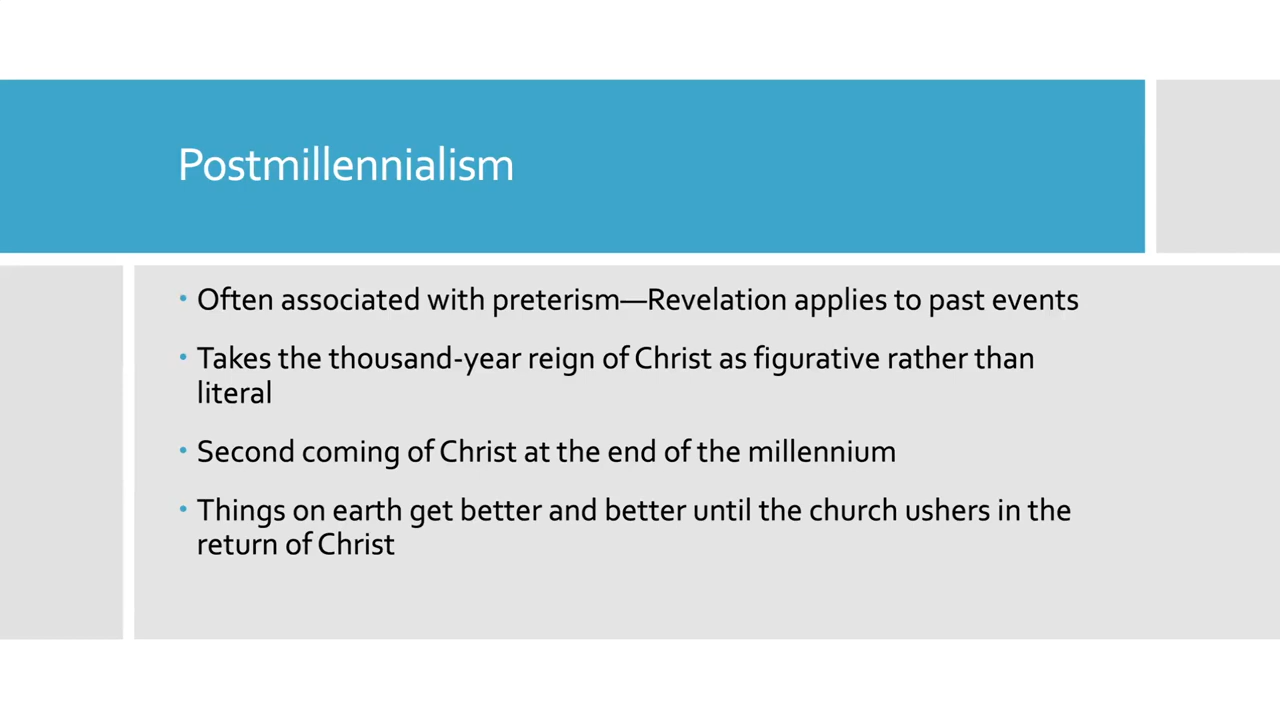 Postmillennialism
• Often associated with preterism—Revelation applies to past events
• Takes the thousand-year reign of Christ as figurative rather than
literal
• Second coming of Christ at the end of the millennium
• Things on earth get better and better until the church ushers in the
return of Christ